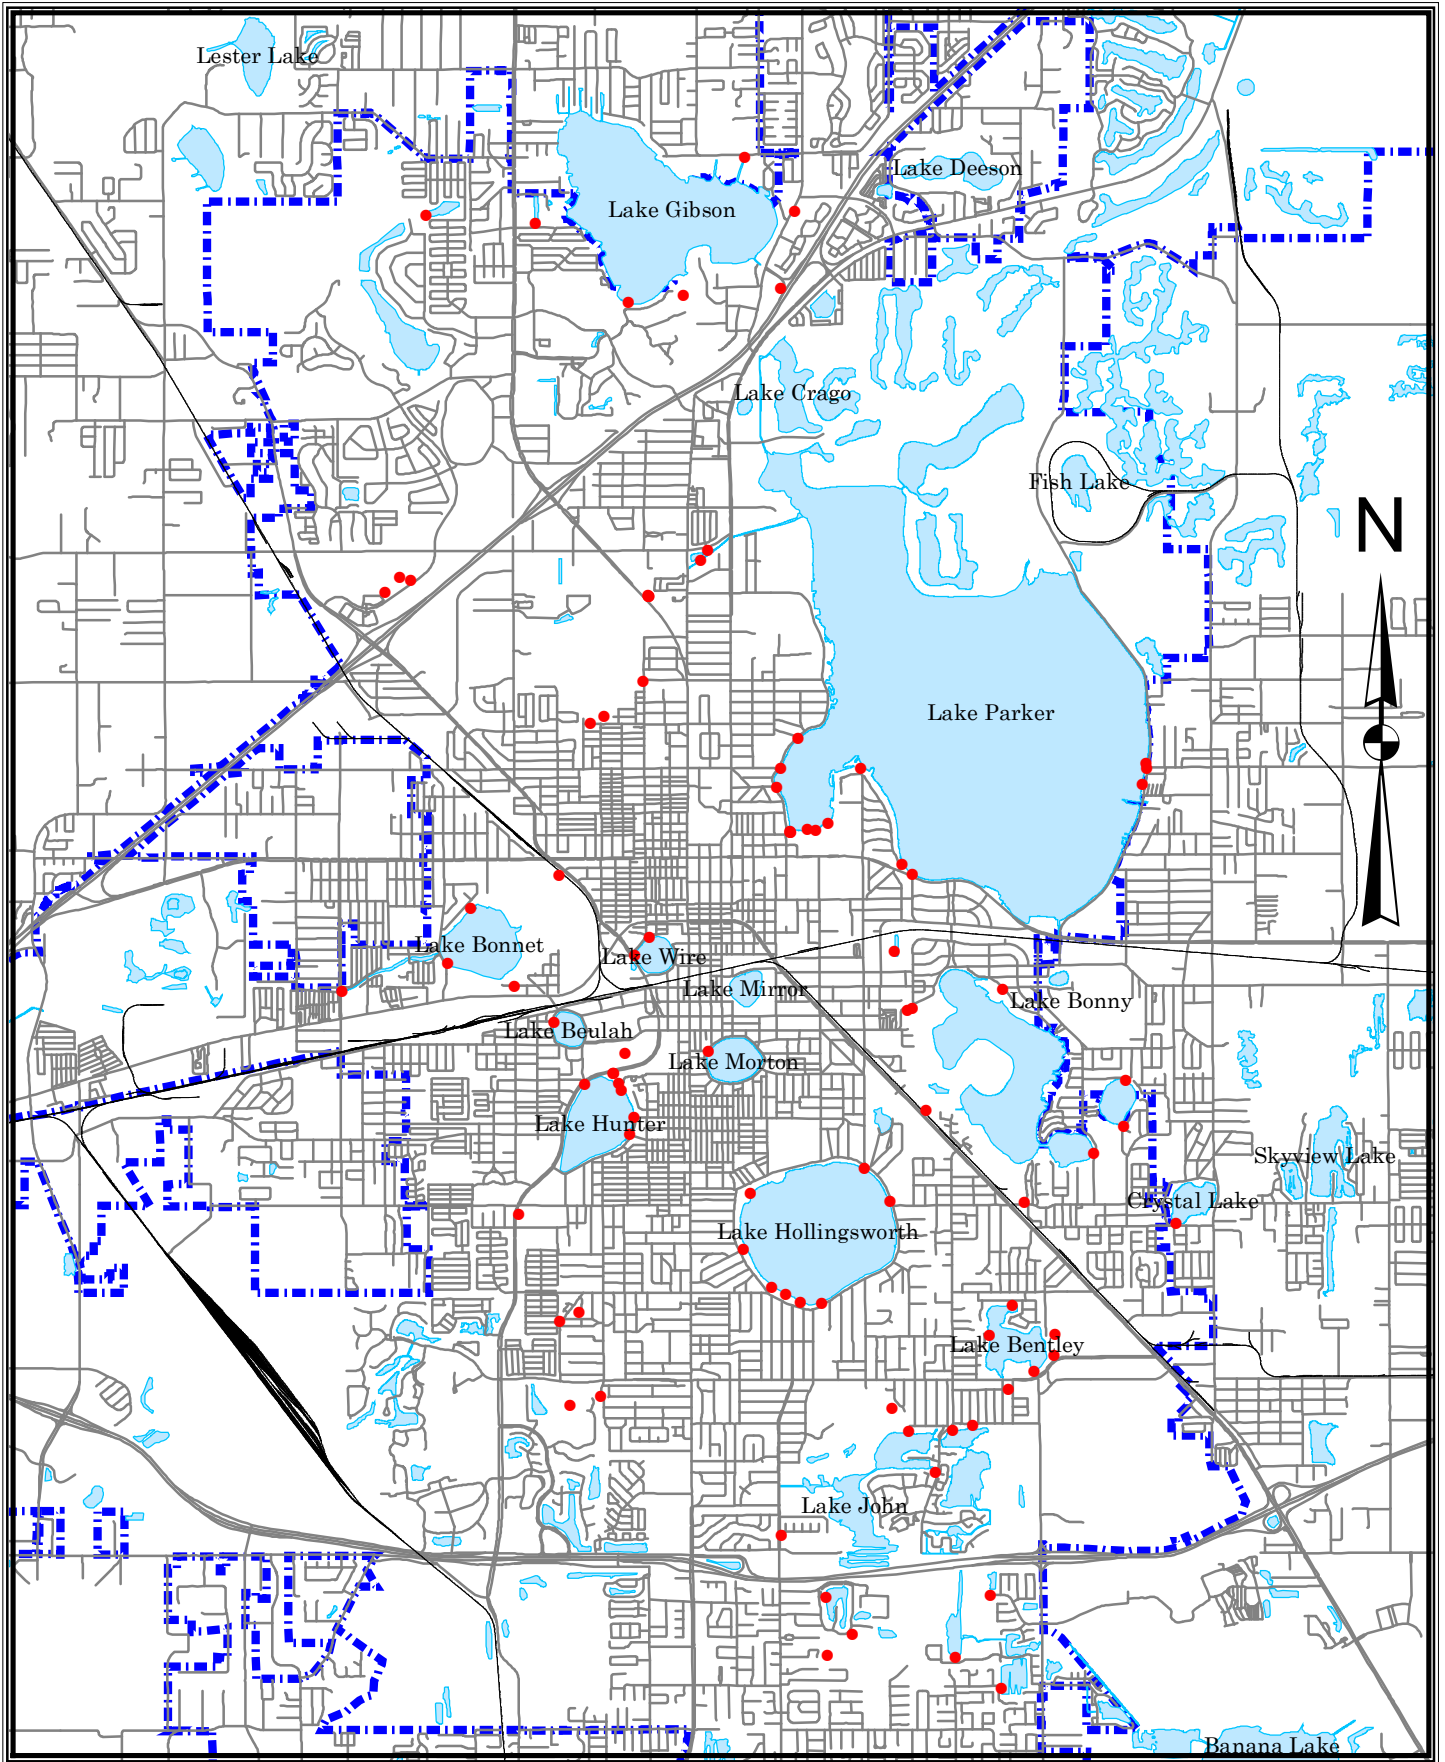 Lester Lake
Lake Deeson
Lake Gibson
Lake Crago
Fish Lake
N
Lake Parker
Lake Bonnet
Lake Wire
Lake Mirror
Lake Bonny
Lake Beulah
Lake Morton
Lake Hunter
Skyview Lake
Crystal Lake
Lake Hollingsworth
Lake Bentley
Lake John
Banana Lake